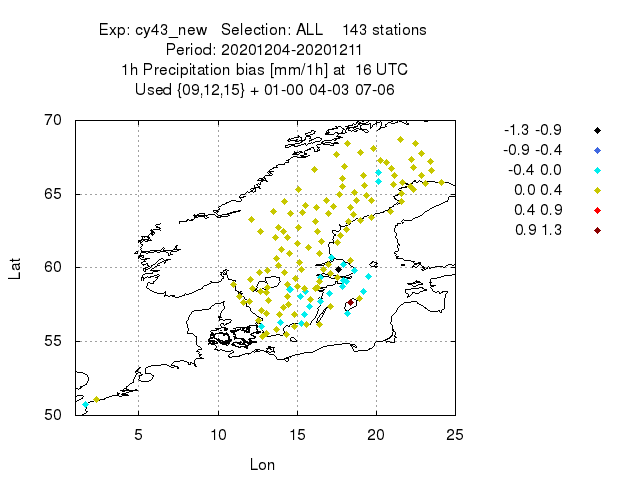 Exp: cy43_new   Selection: ALL    143 stations
Period: 20201204-20201211
1h Precipitation bias [mm/1h] at  16 UTC
Used {09,12,15} + 01-00 04-03 07-06
70
65
60
55
50
Lat
5 10 15 20 25
Lon
-1.3 -0.9
-0.9 -0.4
-0.4 0.0
0.0 0.4
0.4 0.9
0.9 1.3